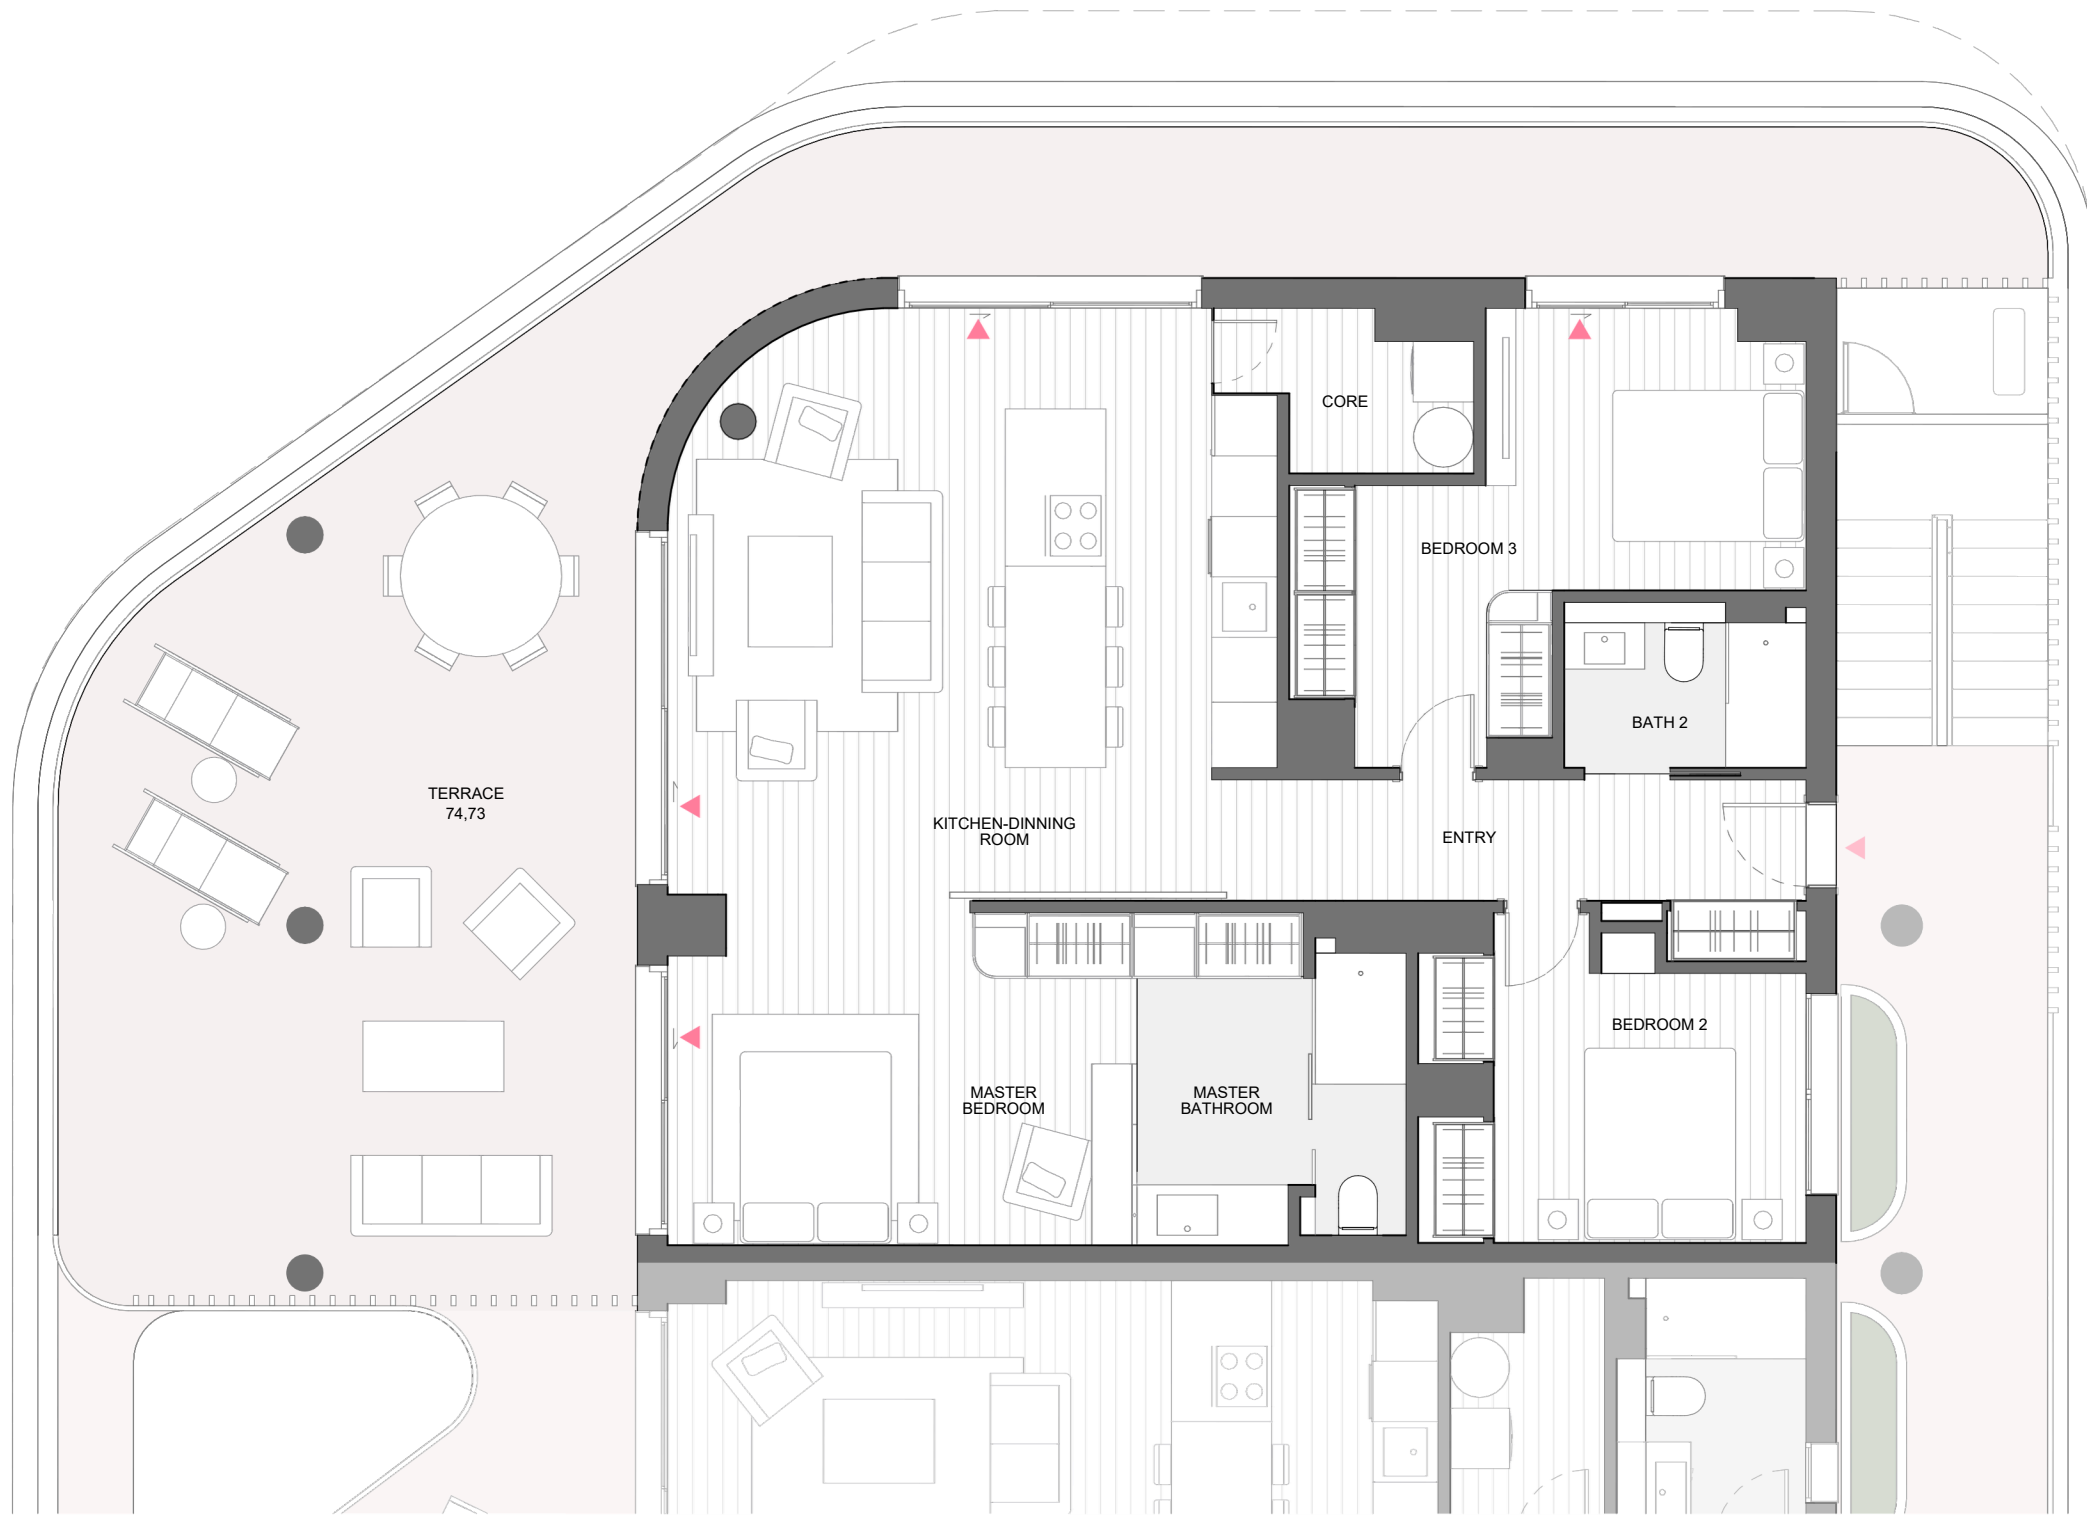 CORE
BEDROOM 3
BATH 2
TERRACE
74,73
KITCHEN-DINNING
ROOM
ENTRY
BEDROOM 2
MASTER
BEDROOM
MASTER
BATHROOM